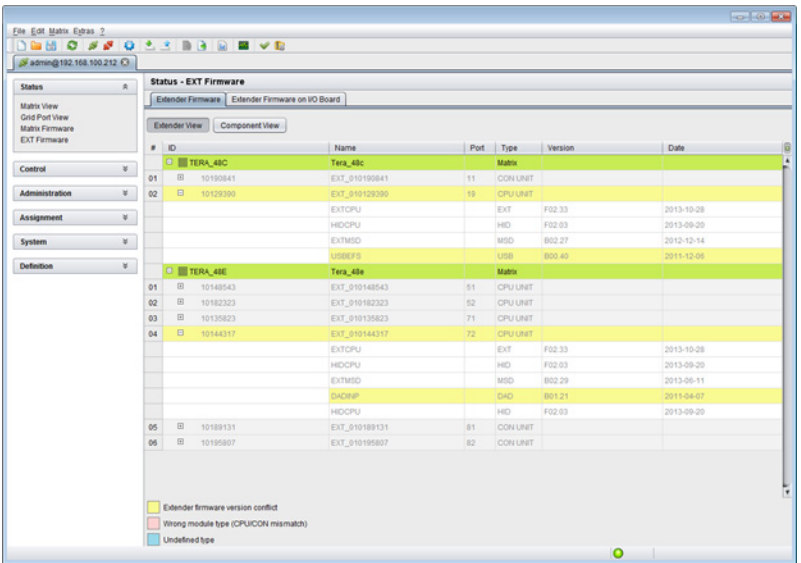 File Edit Matrix Extras ?
admin@192.168.100.212
Status
Matrix View
Grid Port View
Matrix Firmware
EXT Firmware
Control
Administration
Assignment
System
Definition
Status - EXT Firmware
Extender Firmware Extender Firmware on I/O Board
Extender View Component View
# ID Name Port Type Version Date
TERA_48C Tera_48c Matrix
01 10190841 EXT_010190841 11 CON UNIT
02 10129390 EXT_010129390 19 CPU UNIT
EXTCPU EXT F02.33 2013-10-28
HIDCPU HID F02.03 2013-09-20
EXTMSD MSD B02.27 2012-12-14
USBEFS USB B00.40 2011-12-06
TERA_48E Tera_48e Matrix
01 10148543 EXT_010148543 51 CPU UNIT
02 10182323 EXT_010182323 52 CPU UNIT
03 10135823 EXT_010135823 71 CPU UNIT
04 10144317 EXT_010144317 72 CPU UNIT
EXTCPU EXT F02.33 2013-10-28
HIDCPU HID F02.03 2013-09-20
EXTMSD MSD B02.29 2013-06-11
DADINP DAD B01.21 2011-04-07
HIDCPU HID F02.03 2013-09-20
05 10189131 EXT_010189131 81 CON UNIT
06 10195807 EXT_010195807 82 CON UNIT
Extender firmware version conflict
Wrong module type (CPU/CON mismatch)
Undefined type